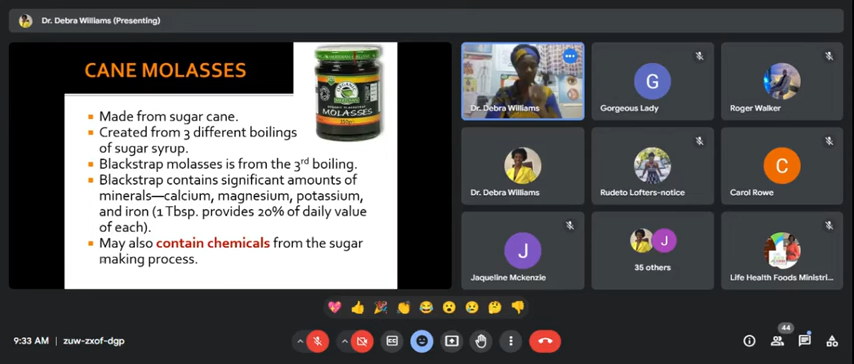 Dr. Debra Williams (Presenting)
CANE MOLASSES
MOLASSES
Made from sugar cane.
Created from 3 different boilings
of sugar syrup.
Blackstrap molasses is from the 3rd boiling.
Blackstrap contains significant amounts of
minerals—calcium, magnesium, potassium,
and iron (1 Tbsp. provides 20% of daily value
of each).
May also contain chemicals from the sugar
making process.
Dr. Debra Williams
G
Gorgeous Lady
Roger Walker
Dr. Debra Williams
Rudeto Lofters-notice
C
Carol Rowe
J
Jaqueline Mckenzie
J
35 others
Life Health Foods Ministri...
9:33 AM | zuw-zxof-dgp
CC
44